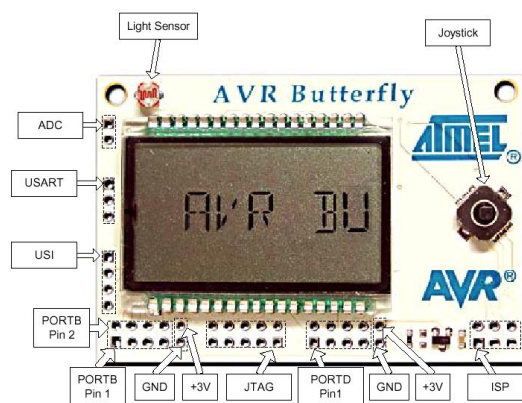 Light Sensor
Joystick
AVR Butterfly
ADC
ATMEL ®
USART
AVR BU
USI
AVR®
PORTB
Pin 2
PORTB
Pin 1
GND
+3V
JTAG
PORTD
Pin1
GND
+3V
ISP